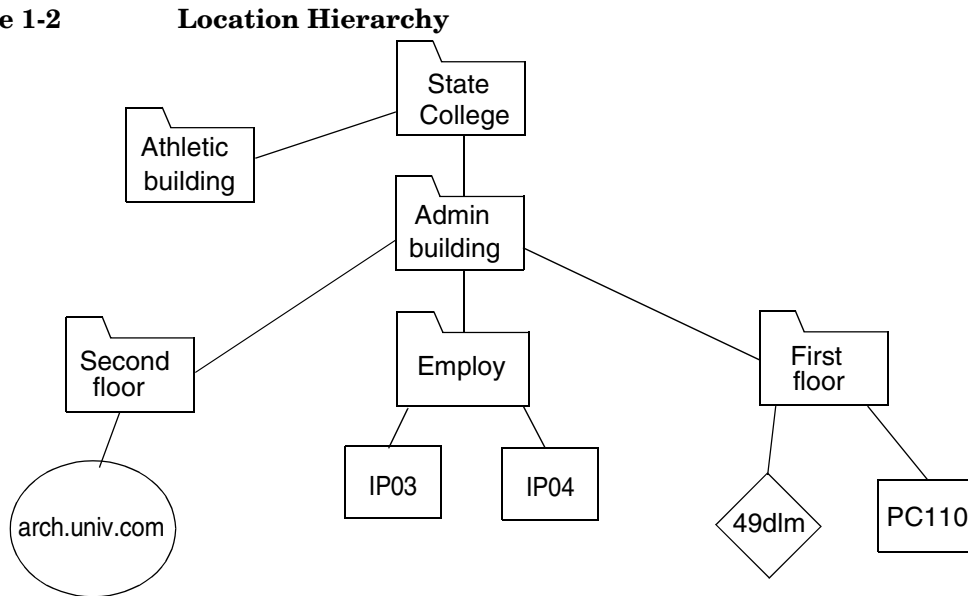 e 1-2 Location Hierarchy
State
College
Athletic
building
Admin
building
Second
floor
Employ
First
floor
IP03
IP04
arch.univ.com
49dlm
PC110